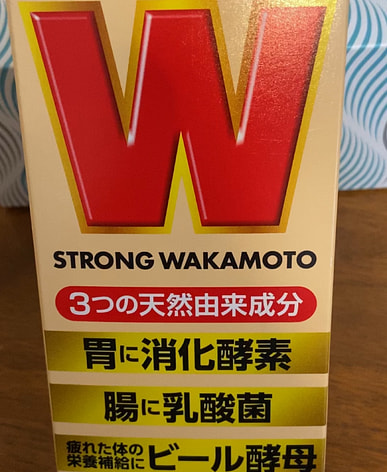 W
STRONG WAKAMOTO
3つの天然由来成分
胃に消化酵素
腸に乳酸菌
疲れた体の
栄養補給にビール酵母